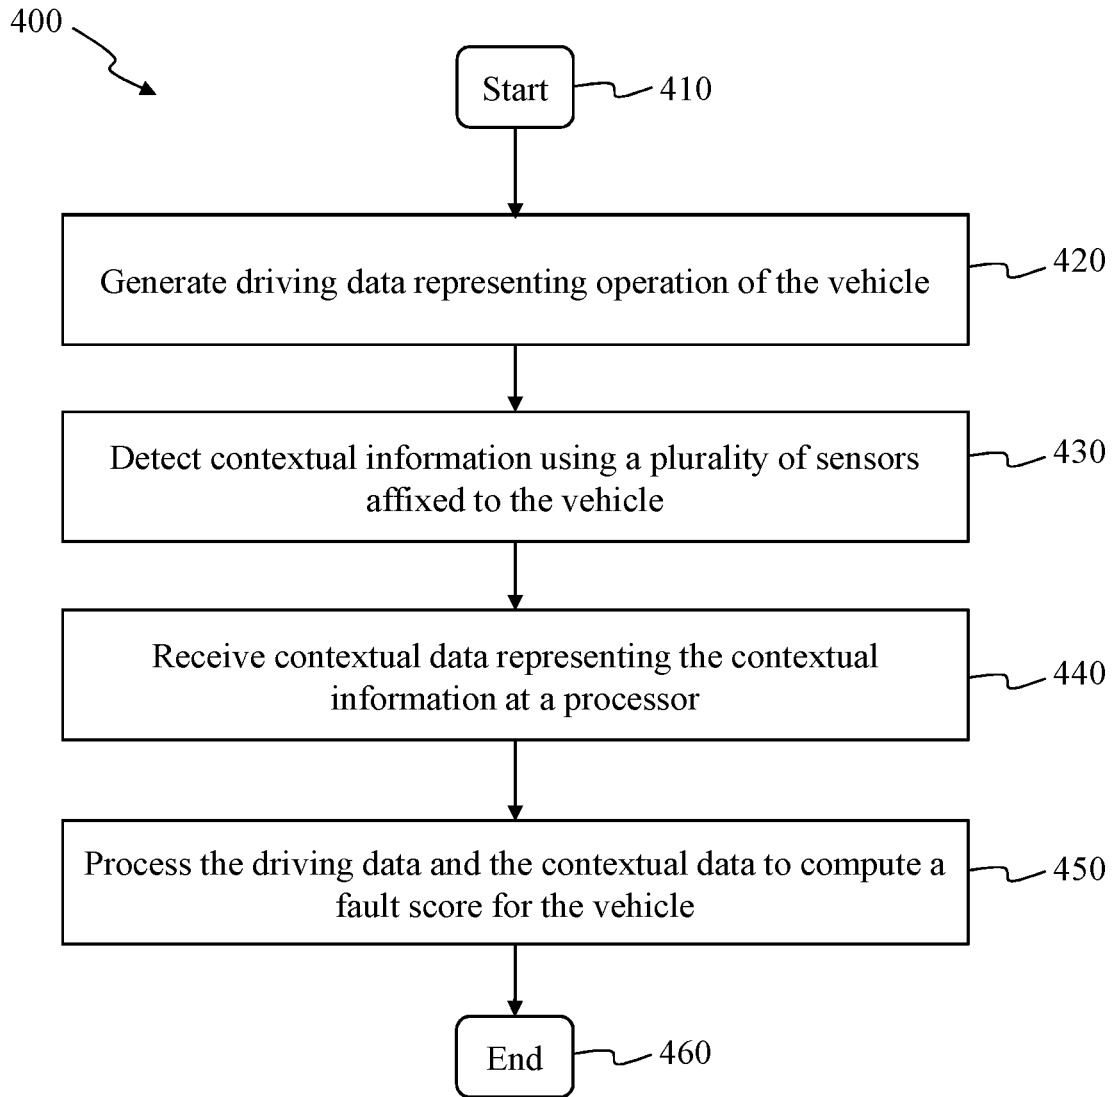 400
Start
410
Generate driving data representing operation of the vehicle
420
Detect contextual information using a plurality of sensors
affixed to the vehicle
430
Receive contextual data representing the contextual
information at a processor
440
Process the driving data and the contextual data to compute a
fault score for the vehicle
450
End
460